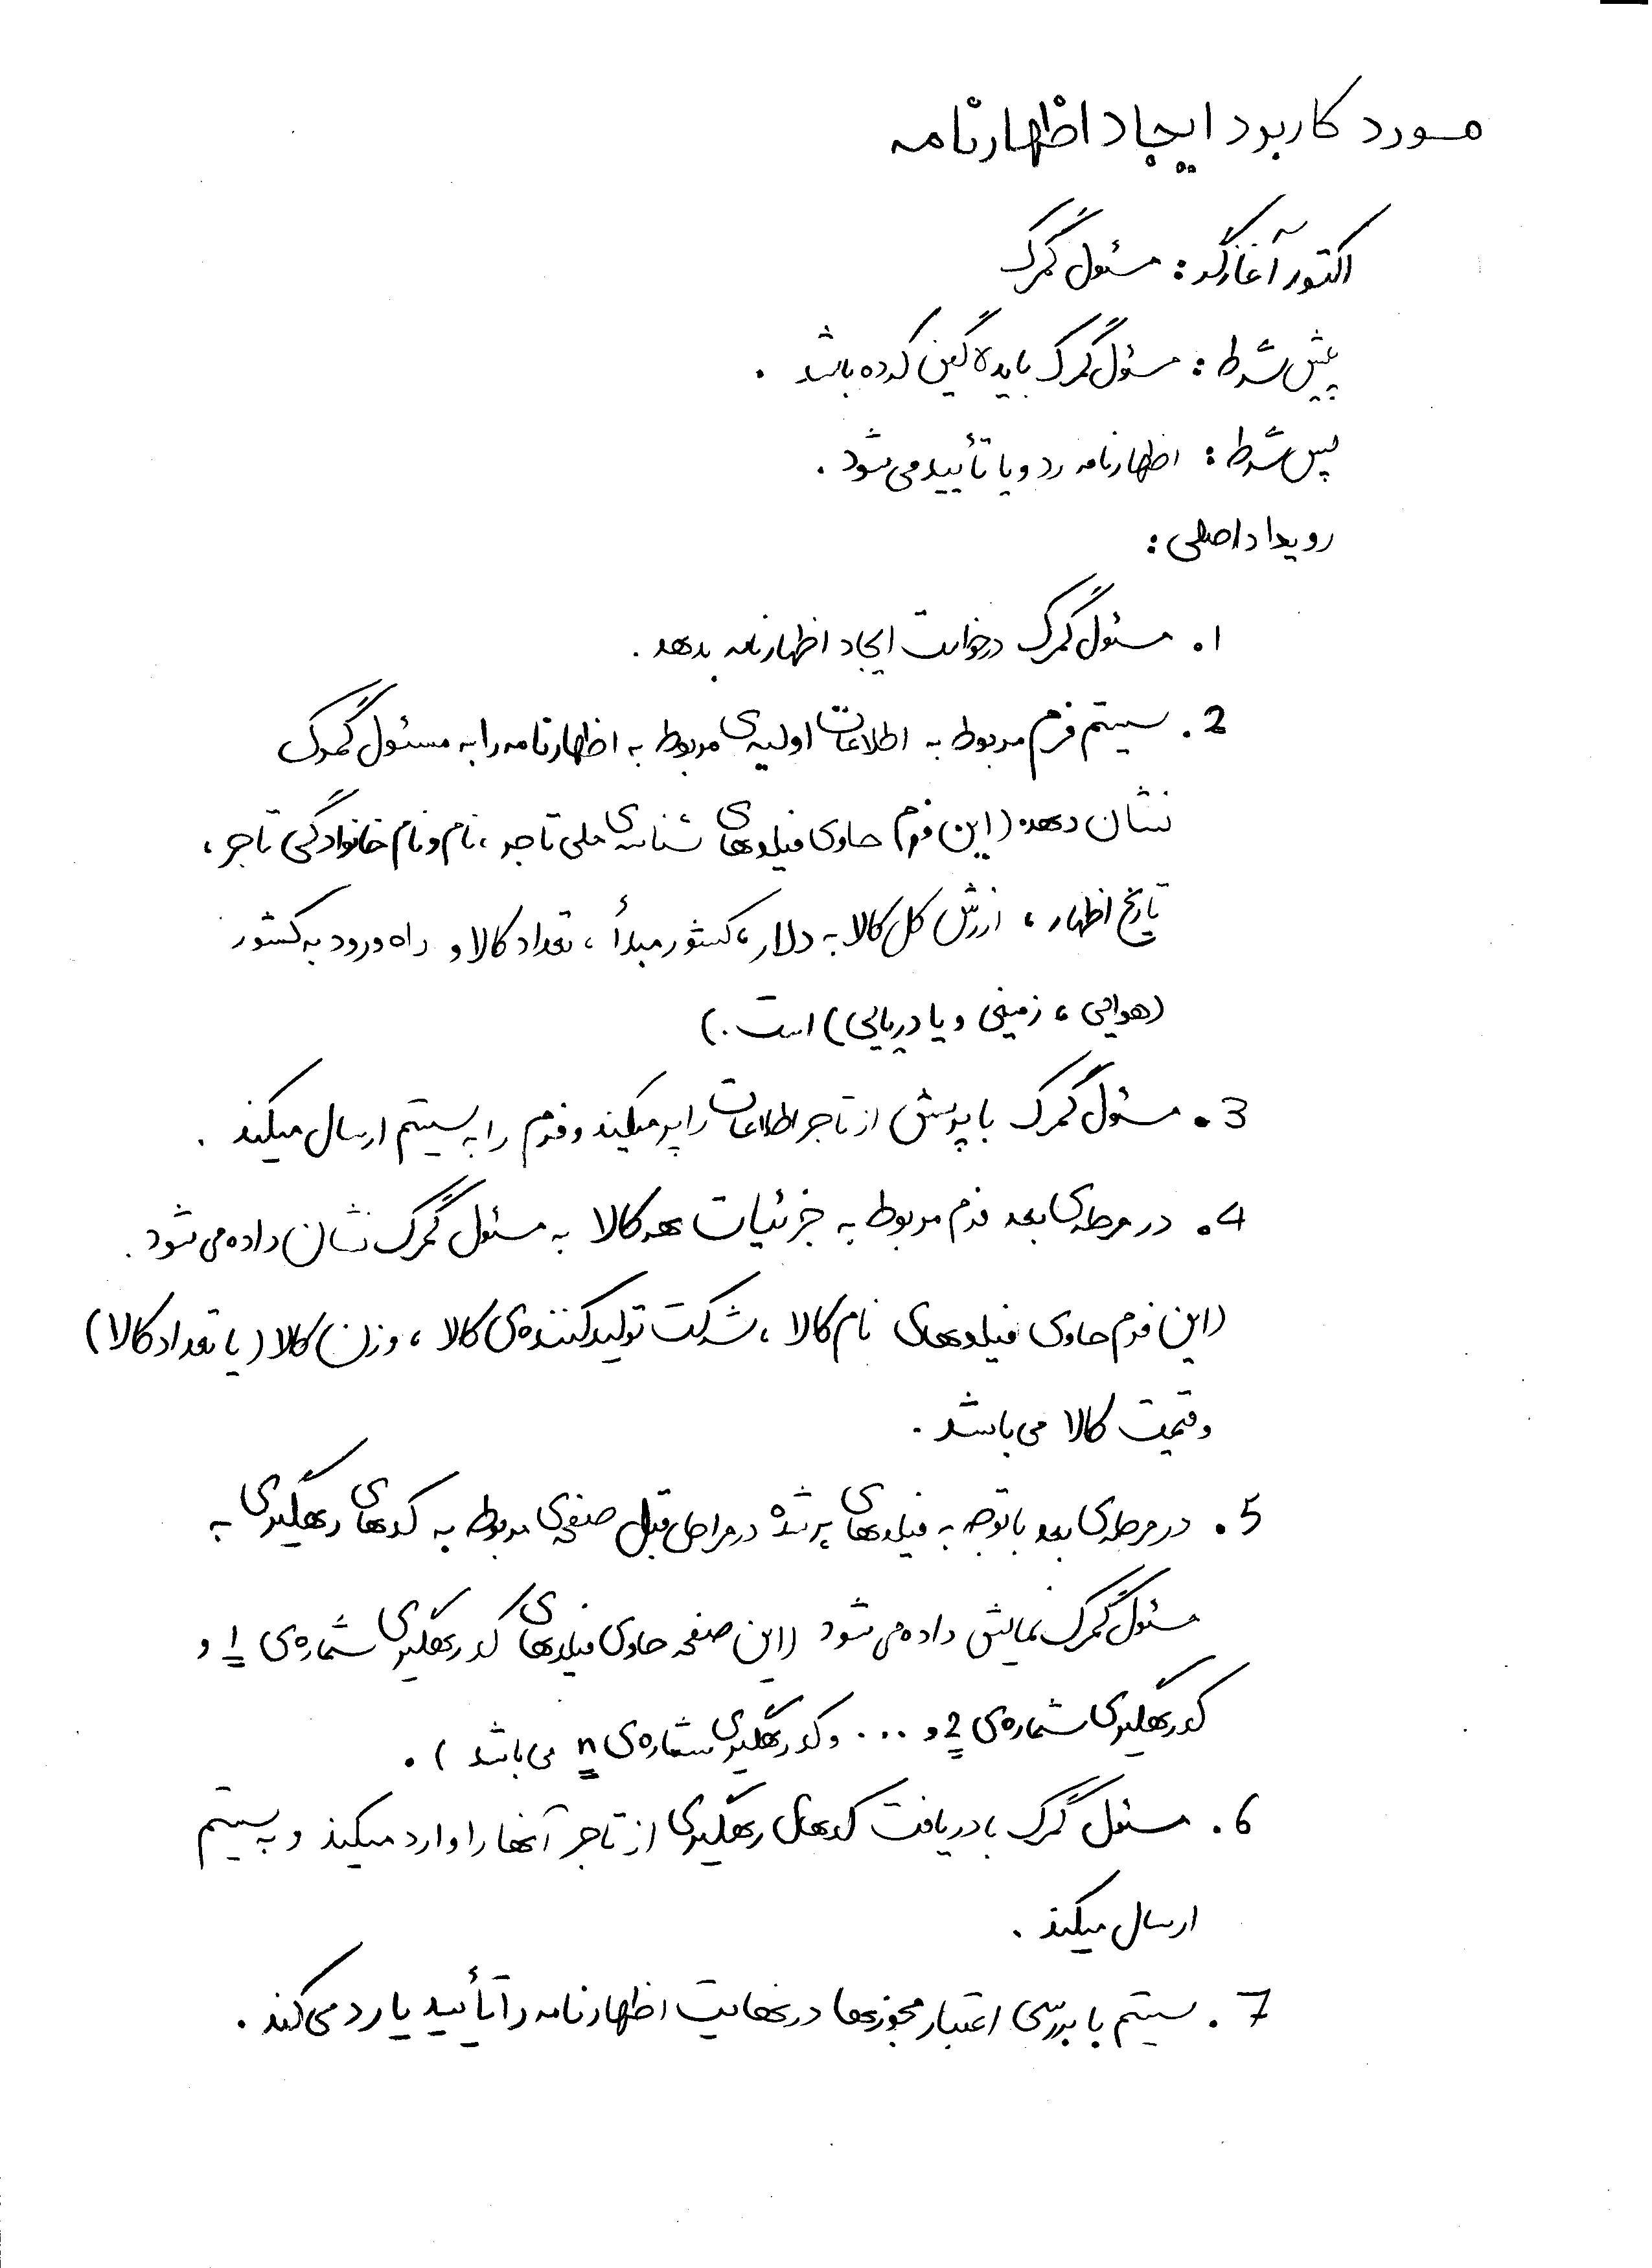 مورد کاربرد ایجاد اظهارنامه
اکتور آغازگر : مسئول گمرک
پیش شرط : مسئول گمرک باید لاگین کرده باشد .
پس شرط : اظهارنامه رد و یا تأیید می شود .
رویداد اصلی :
1. مسئول گمرک درخواست ایجاد اظهارنامه بدهد .
2. سیستم فرم مربوط به اطلاعات اولیه‌ی مربوط به اظهارنامه را به مسئول گمرک
نشان دهد (این فرم حاوی فیلدهای شناسه‌ی ملی تاجر ، نام و نام خانوادگی تاجر ،
تاریخ اظهار ، ارزش کل کالا به دلار ، کشور مبدأ ، تعداد کالا و راه ورود به کشور
(هوایی ، زمینی و یا دریایی) است .)
3. مسئول گمرک با پرسش از تاجر اطلاعات را پر میکند و فرم را به سیستم ارسال میکند .
4. در مرحله‌ی بعد فرم مربوط به جزئیات هر کالا به مسئول گمرک نشان داده می شود .
(این فرم حاوی فیلدهای نام کالا ، شرکت تولید کننده‌ی کالا ، وزن کالا (یا تعداد کالا)
و قیمت کالا می باشد .
5. در مرحله‌ی بعد با توجه به فیلدهای پر شده در مراحل قبل صفحه‌ی مربوط به کدهای رهگیری به
مسئول گمرک نمایش داده می شود (این صفحه حاوی فیلدهای کد رهگیری شماره‌ی 1 و
کد رهگیری شماره‌ی 2 و ... و کد رهگیری شماره‌ی n می باشد ) .
6. مسئول گمرک با دریافت کدهای رهگیری از تاجر آنها را وارد میکند و به سیستم
ارسال میکند .
7. سیستم با بررسی اعتبار مجوزها در نهایت اظهارنامه را تأیید یا رد می کند .